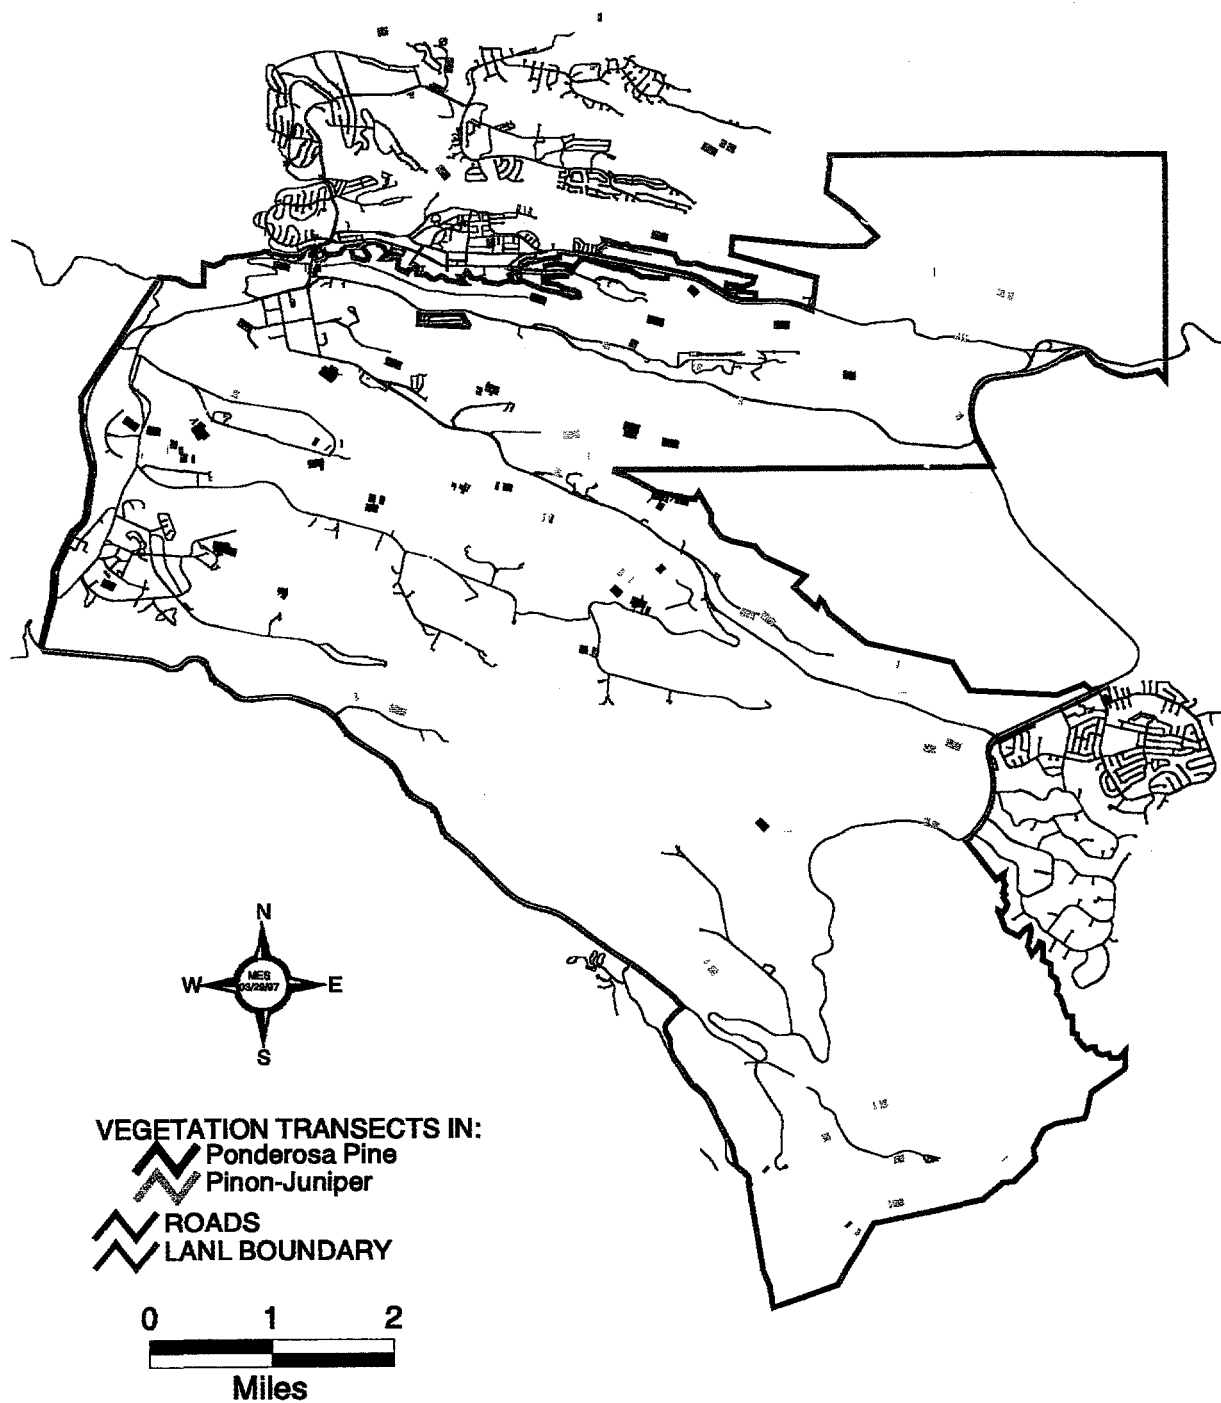 N
W
MES
03/29/97
E
S
VEGETATION TRANSECTS IN:
Ponderosa Pine
Pinon-Juniper
ROADS
LANL BOUNDARY
0 1 2
Miles